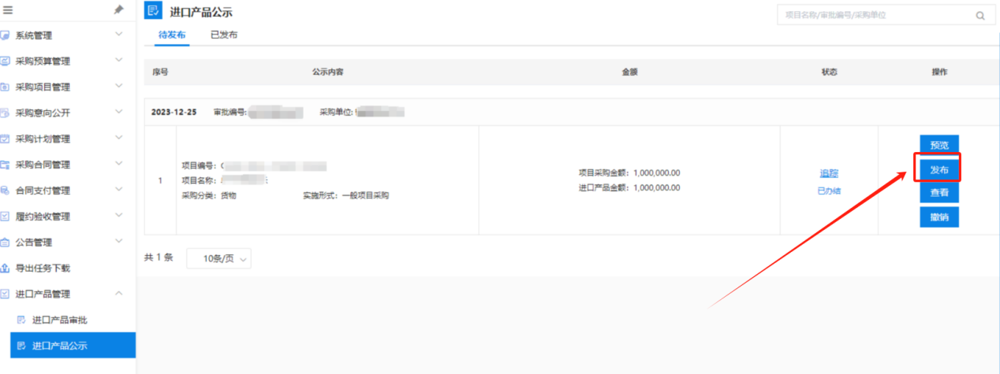 进口产品公示
项目名称/审批编号/采购单位
待发布 已发布
系统管理
采购预算管理
采购项目管理
采购意向公开
采购计划管理
采购合同管理
合同支付管理
履约验收管理
公告管理
导出任务下载
进口产品管理
进口产品审批
进口产品公示
序号 公示内容 金额 状态 操作
2023-12-25 审批编号: 采购单位:
1
项目编号:
项目名称:
采购分类: 货物 实施形式: 一般项目采购
项目采购金额: 1,000,000.00
进口产品金额: 1,000,000.00
追踪
已办结
预览
发布
查看
撤销
共 1 条 10条/页